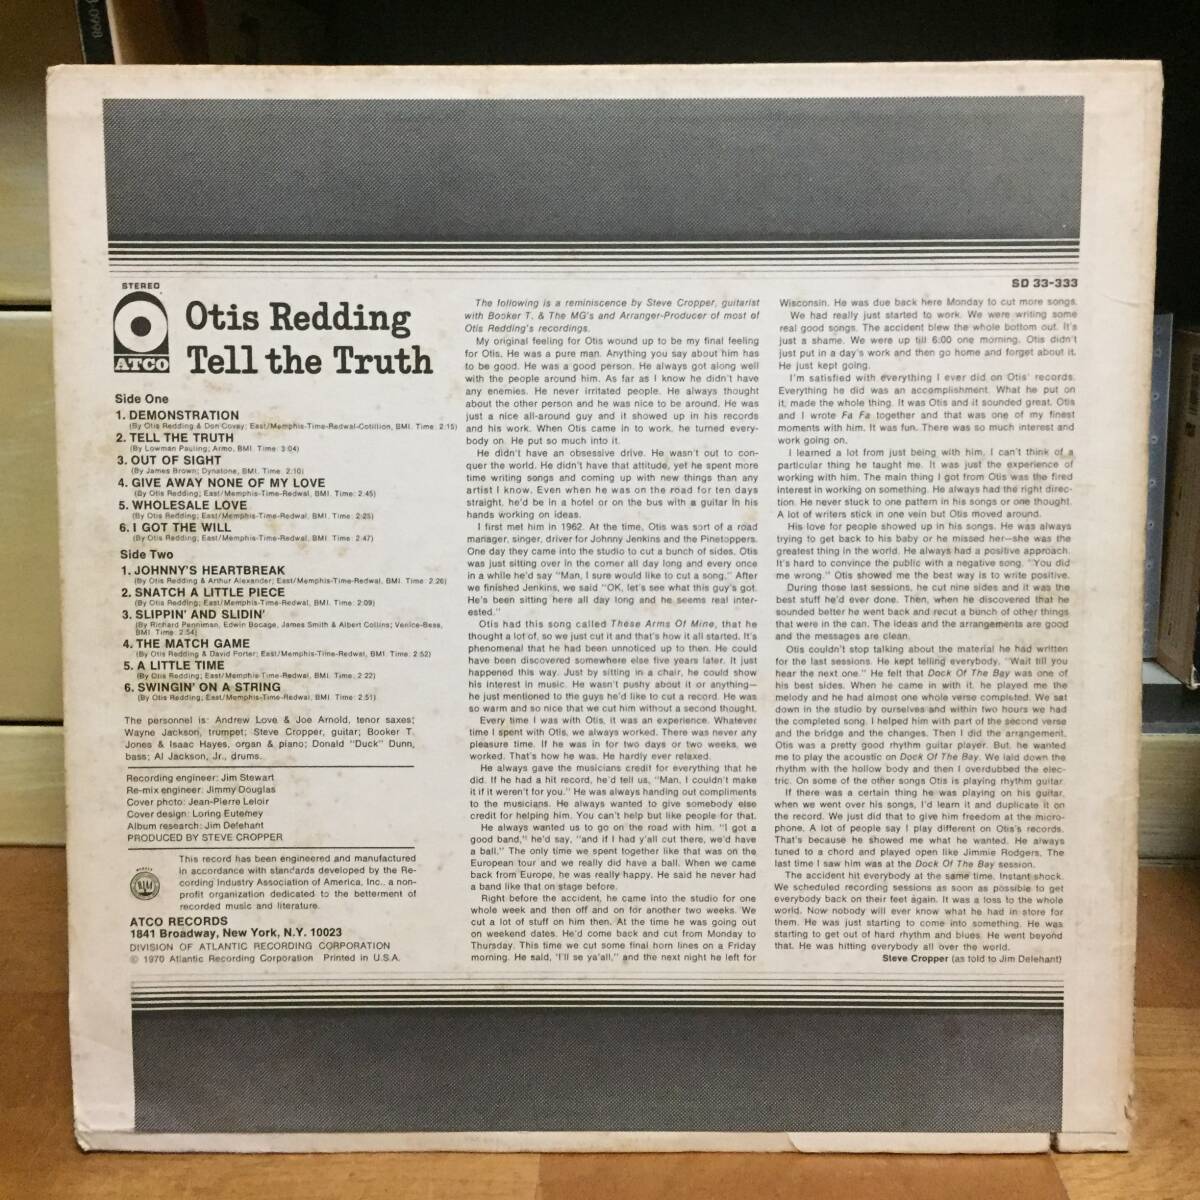 -0998
STEREO
ATCO
Otis Redding
Tell the Truth
SD 33-333
Side One
1. DEMONSTRATION
(By Otis Redding & Don Covay; East/Memphis-Time-Redwal-Cotillion, BMI. Time: 2:15)
2. TELL THE TRUTH
(By Lowman Pauling; Armo, BMI. Time: 3:04)
3. OUT OF SIGHT
(By James Brown; Dynatone, BMI. Time: 2:10)
4. GIVE AWAY NONE OF MY LOVE
(By Otis Redding; East/Memphis-Time-Redwal, BMI. Time: 2:45)
5. WHOLESALE LOVE
(By Otis Redding; East/Memphis-Time-Redwal, BMI. Time: 2:25)
6. I GOT THE WILL
(By Otis Redding; East/Memphis-Time-Redwal, BMI. Time: 2:47)
Side Two
1. JOHNNY'S HEARTBREAK
(By Otis Redding & Arthur Alexander; East/Memphis-Time-Redwal, BMI. Time: 2:26)
2. SNATCH A LITTLE PIECE
(By Otis Redding; East/Memphis-Time-Redwal, BMI. Time: 2:09)
3. SLIPPIN' AND SLIDIN'
(By Richard Penniman, Edwin Bocage, James Smith & Albert Collins; Venice-Bess,
BMI. Time: 2:54)
4. THE MATCH GAME
(By Otis Redding & David Porter; East/Memphis-Time-Redwal, BMI. Time: 2:52)
5. A LITTLE TIME
(By Otis Redding; East/Memphis-Time-Redwal, BMI. Time: 2:22)
6. SWINGIN' ON A STRING
(By Otis Redding; East/Memphis-Time-Redwal, BMI. Time: 2:51)
The personnel is: Andrew Love & Joe Arnold, tenor saxes;
Wayne Jackson, trumpet; Steve Cropper, guitar; Booker T.
Jones & Isaac Hayes, organ & piano; Donald "Duck" Dunn,
bass; Al Jackson, Jr., drums.
Recording engineer: Jim Stewart
Re-mix engineer: Jimmy Douglas
Cover photo: Jean-Pierre Leloir
Cover design: Loring Eutemey
Album research: Jim Delehant
PRODUCED BY STEVE CROPPER
This record has been engineered and manufactured
in accordance with standards developed by the Re-
cording Industry Association of America, Inc., a non-
profit organization dedicated to the betterment of
recorded music and literature.
ATCO RECORDS
1841 Broadway, New York, N.Y. 10023
DIVISION OF ATLANTIC RECORDING CORPORATION
© 1970 Atlantic Recording Corporation Printed in U.S.A.
The following is a reminiscence by Steve Cropper, guitarist
with Booker T. & The MG's and Arranger-Producer of most of
Otis Redding's recordings.
My original feeling for Otis wound up to be my final feeling
for Otis. He was a pure man. Anything you say about him has
to be good. He was a good person. He always got along well
with the people around him. As far as I know he didn't have
any enemies. He never irritated people. He always thought
about the other person and he was nice to be around. He was
just a nice all-around guy and it showed up in his records
and his work. When Otis came in to work, he turned every-
body on. He put so much into it.
He didn't have an obsessive drive. He wasn't out to con-
quer the world. He didn't have that attitude, yet he spent more
time writing songs and coming up with new things than any
artist I know. Even when he was on the road for ten days
straight, he'd be in a hotel or on the bus with a guitar in his
hands working on ideas.
I first met him in 1962. At the time, Otis was sort of a road
manager, singer, driver for Johnny Jenkins and the Pinetoppers.
One day they came into the studio to cut a bunch of sides. Otis
was just sitting over in the corner all day long and every once
in a while he'd say "Man, I sure would like to cut a song." After
we finished Jenkins, we said "OK, let's see what this guy's got.
He's been sitting here all day long and he seems real inter-
ested."
Otis had this song called These Arms Of Mine, that he
thought a lot of, so we just cut it and that's how it all started. It's
phenomenal that he had been unnoticed up to then. He could
have been discovered somewhere else five years later. It just
happened this way. Just by sitting in a chair, he could show
his interest in music. He wasn't pushy about it or anything—
he just mentioned to the guys he'd like to cut a record. He was
so warm and so nice that we cut him without a second thought.
Every time I was with Otis, it was an experience. Whatever
time I spent with Otis, we always worked. There was never any
pleasure time. If he was in for two days or two weeks, we
worked. That's how he was. He hardly ever relaxed.
He always gave the musicians credit for everything that he
did. If he had a hit record, he'd tell us, "Man, I couldn't make
it if it weren't for you." He was always handing out compliments
to the musicians. He always wanted to give somebody else
credit for helping him. You can't help but like people for that.
He always wanted us to go on the road with him. "I got a
good band," he'd say, "and if I had y'all cut there, we'd have
a ball." The only time we spent together like that was on the
European tour and we really did have a ball. When we came
back from Europe, he was really happy. He said he never had
a band like that on stage before.
Right before the accident, he came into the studio for one
whole week and then off and on for another two weeks. We
cut a lot of stuff on him then. At the time he was going out
on weekend dates. He'd come back and cut from Monday to
Thursday. This time we cut some final horn lines on a Friday
morning. He said, "I'll se ya'all," and the next night he left for
Wisconsin. He was due back here Monday to cut more songs.
We had really just started to work. We were writing some
real good songs. The accident blew the whole bottom out. It's
just a shame. We were up till 6:00 one morning. Otis didn't
just put in a day's work and then go home and forget about it.
He just kept going.
I'm satisfied with everything I ever did on Otis' records.
Everything he did was an accomplishment. What he put on
it, made the whole thing. It was Otis and it sounded great. Otis
and I wrote Fa Fa together and that was one of my finest
moments with him. It was fun. There was so much interest and
work going on.
I learned a lot from just being with him. I can't think of a
particular thing he taught me. It was just the experience of
working with him. The main thing I got from Otis was the fired
interest in working on something. He always had the right direc-
tion. He never stuck to one pattern in his songs or one thought.
A lot of writers stick in one vein but Otis moved around.
His love for people showed up in his songs. He was always
trying to get back to his baby or he missed her—she was the
greatest thing in the world. He always had a positive approach.
It's hard to convince the public with a negative song. "You did
me wrong." Otis showed me the best way is to write positive.
During those last sessions, he cut nine sides and it was the
best stuff he'd ever done. Then, when he discovered that he
sounded better he went back and recut a bunch of other things
that were in the can. The ideas and the arrangements are good
and the messages are clean.
Otis couldn't stop talking about the material he had written
for the last sessions. He kept telling everybody, "Wait till you
hear the next one." He felt that Dock Of The Bay was one of
his best sides. When he came in with it, he played me the
melody and he had almost one whole verse completed. We sat
down in the studio by ourselves and within two hours we had
the completed song. I helped him with part of the second verse
and the bridge and the changes. Then I did the arrangement.
Otis was a pretty good rhythm guitar player. But, he wanted
me to play the acoustic on Dock Of The Bay. We laid down the
rhythm with the hollow body and then I overdubbed the elec-
tric. On some of the other songs Otis is playing rhythm guitar.
If there was a certain thing he was playing on his guitar,
when we went over his songs, I'd learn it and duplicate it on
the record. We just did that to give him freedom at the micro-
phone. A lot of people say I play different on Otis's records.
That's because he showed me what he wanted. He always
tuned to a chord and played open like Jimmie Rodgers. The
last time I saw him was at the Dock Of The Bay session.
The accident hit everybody at the same time. Instant shock.
We scheduled recording sessions as soon as possible to get
everybody back on their feet again. It was a loss to the whole
world. Now nobody will ever know what he had in store for
them. He was just starting to come into something. He was
starting to get out of hard rhythm and blues. He went beyond
that. He was hitting everybody all over the world.
Steve Cropper (as told to Jim Delehant)